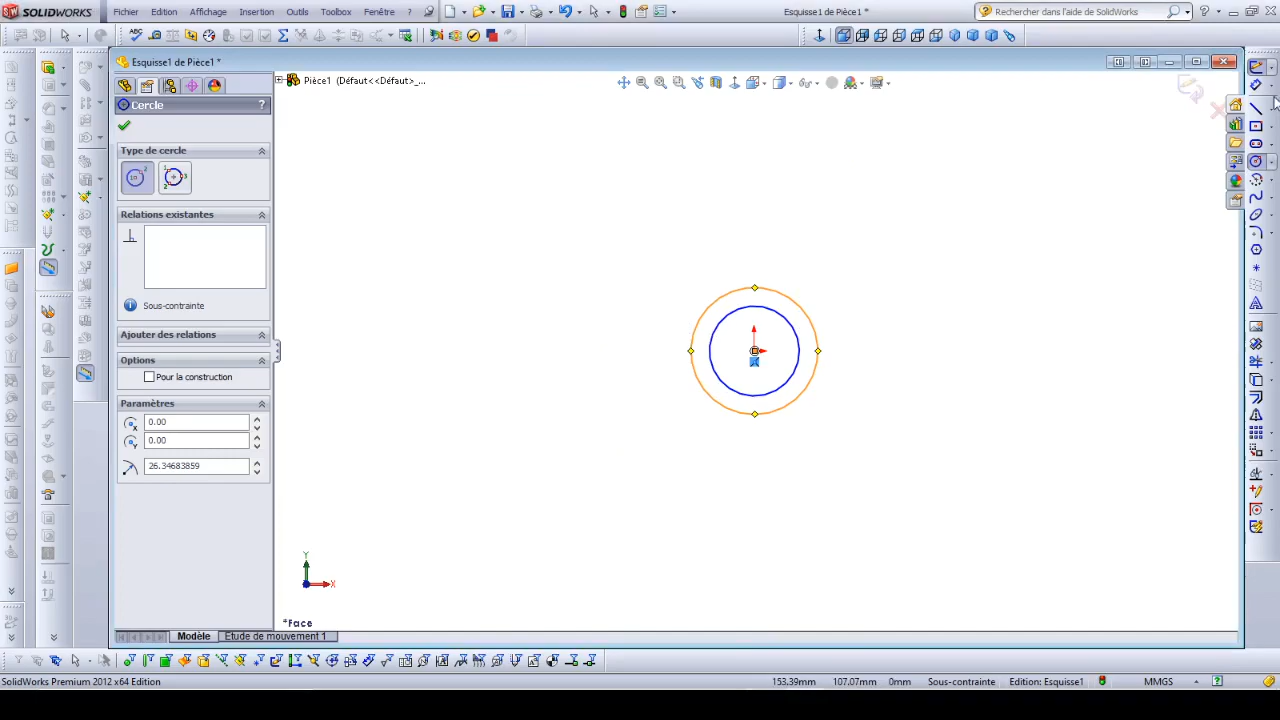 SOLIDWORKS
Fichier Edition Affichage Insertion Outils Toolbox Fenêtre ?
Esquisse1 de Pièce1 *
Rechercher dans l'aide de SolidWorks
Esquisse1 de Pièce1 *
Pièce1 (Défaut<<Défaut>_...
Cercle ?
Type de cercle
Relations existantes
Sous-contrainte
Ajouter des relations
Options
Pour la construction
Paramètres
0.00
0.00
26.34683859
Y
X
*Face
Modèle
Etude de mouvement 1
SolidWorks Premium 2012 x64 Edition
153.39mm 107.07mm 0mm Sous-contrainte Edition: Esquisse1 MMGS ?